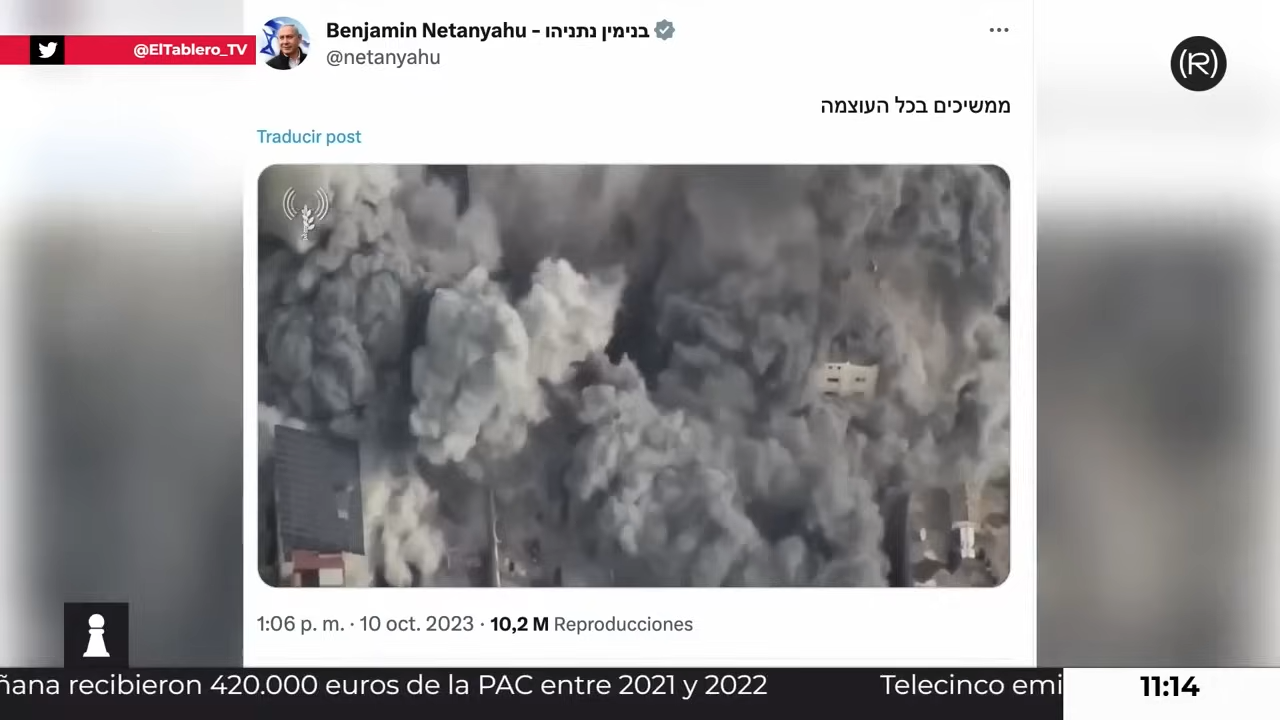 @ElTablero_TV
Benjamin Netanyahu - בנימין נתניהו
@netanyahu
ממשיכים בכל העוצמה
Traducir post
1:06 p. m. · 10 oct. 2023 · 10,2 M Reproducciones
ñana recibieron 420.000 euros de la PAC entre 2021 y 2022
Telecinco emi
11:14
(R)